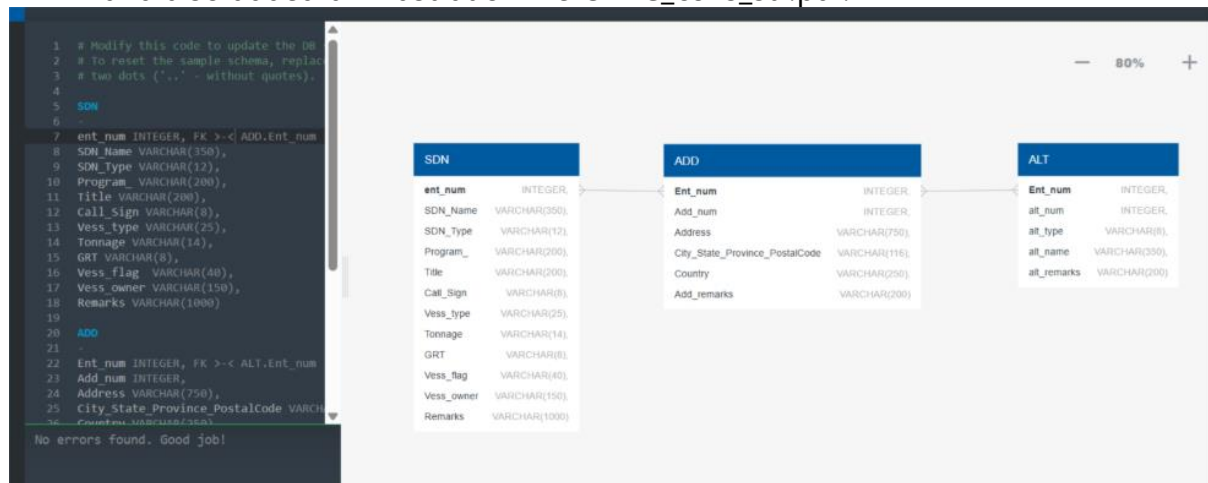 1 # Modify this code to update the DB
2 # To reset the sample schema, replac
3 # two dots ('..' - without quotes).
4
5 SDN
6 -
7 ent_num INTEGER, FK >-< ADD.Ent_num
8 SDN_Name VARCHAR(350),
9 SDN_Type VARCHAR(12),
10 Program_ VARCHAR(200),
11 Title VARCHAR(200),
12 Call_Sign VARCHAR(8),
13 Vess_type VARCHAR(25),
14 Tonnage VARCHAR(14),
15 GRT VARCHAR(8),
16 Vess_flag VARCHAR(40),
17 Vess_owner VARCHAR(150),
18 Remarks VARCHAR(1000)
19
20 ADD
21 -
22 Ent_num INTEGER, FK >-< ALT.Ent_num
23 Add_num INTEGER,
24 Address VARCHAR(750),
25 City_State_Province_PostalCode VARCH
26 Country VARCHAR(250)
No errors found. Good job!
80%
SDN
ent_num INTEGER,
SDN_Name VARCHAR(350),
SDN_Type VARCHAR(12),
Program_ VARCHAR(200),
Title VARCHAR(200),
Call_Sign VARCHAR(8),
Vess_type VARCHAR(25),
Tonnage VARCHAR(14),
GRT VARCHAR(8),
Vess_flag VARCHAR(40),
Vess_owner VARCHAR(150),
Remarks VARCHAR(1000)
ADD
Ent_num INTEGER,
Add_num INTEGER,
Address VARCHAR(750),
City_State_Province_PostalCode VARCHAR(116),
Country VARCHAR(250),
Add_remarks VARCHAR(200)
ALT
Ent_num INTEGER,
alt_num INTEGER,
alt_type VARCHAR(8),
alt_name VARCHAR(350),
alt_remarks VARCHAR(200)